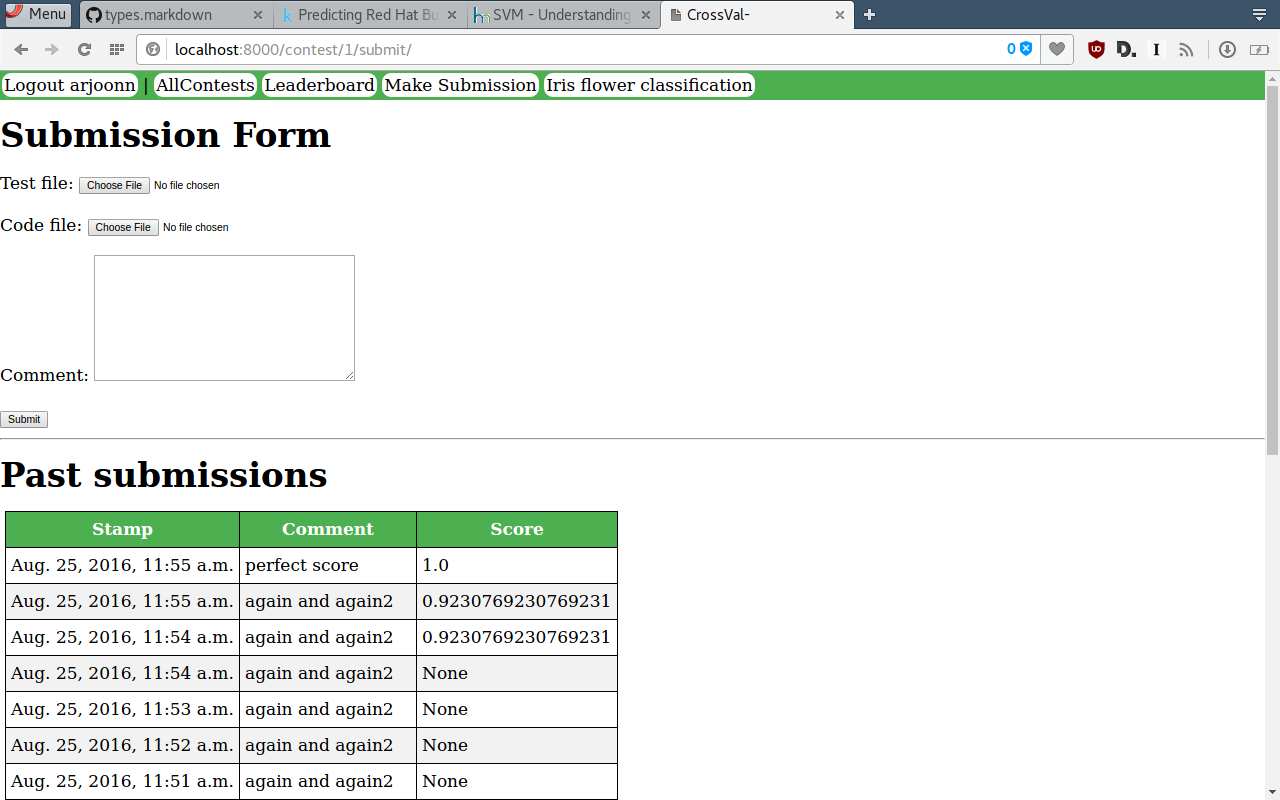 Menu types.markdown Predicting Red Hat Bu SVM - Understanding CrossVal-
localhost:8000/contest/1/submit/ 0
Logout arjoonn | AllContests Leaderboard Make Submission Iris flower classification
Submission Form
Test file: Choose File No file chosen
Code file: Choose File No file chosen
Comment:
Submit
Past submissions
Stamp Comment Score
Aug. 25, 2016, 11:55 a.m. perfect score 1.0
Aug. 25, 2016, 11:55 a.m. again and again2 0.9230769230769231
Aug. 25, 2016, 11:54 a.m. again and again2 0.9230769230769231
Aug. 25, 2016, 11:54 a.m. again and again2 None
Aug. 25, 2016, 11:53 a.m. again and again2 None
Aug. 25, 2016, 11:52 a.m. again and again2 None
Aug. 25, 2016, 11:51 a.m. again and again2 None